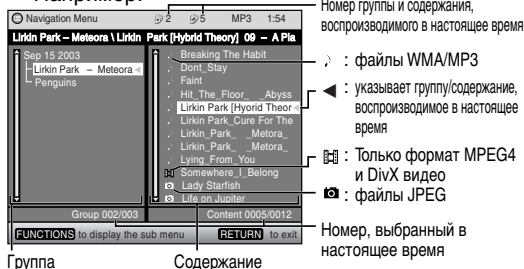 Например:
Номер группы и содержания,
воспроизводимого в настоящее время
Navigation Menu 2 5 MP3 1:54
Lirkin Park – Meteora \ Lirkin Park [Hybrid Theory] 09 – A Pla
Sep 15 2003
Lirkin Park – Meteora
Penguins
Breaking The Habit
Dont_Stay
Faint
Hit_The_Floor_ _Abyss
Lirkin Park [Hyorid Theor
Lirkin Park_Cure For The
Lirkin_Park_ _Metora_
Lirkin_Park_ _Metora_
Lying_From_You
Somewhere_I_Belong
Lady Starfish
Life on Jupiter
Group 002/003
Content 0005/0012
FUNCTIONS to display the sub menu RETURN to exit
: файлы WMA/MP3
: указывает группу/содержание,
воспроизводимое в настоящее
время
: Только формат MPEG4
и DivX видео
: файлы JPEG
Номер, выбранный в
настоящее время
Группа
Содержание